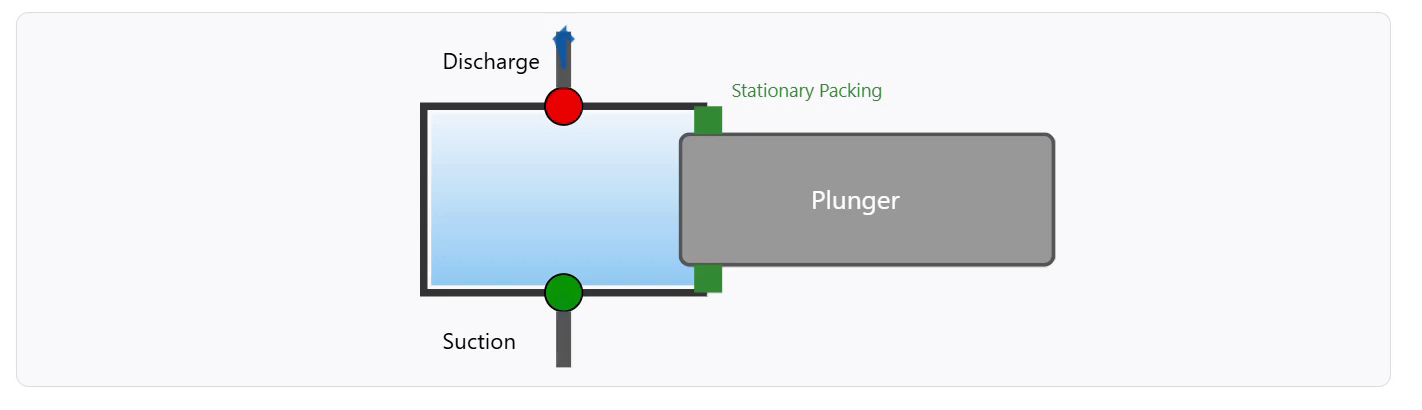 Discharge
Stationary Packing
Plunger
Suction